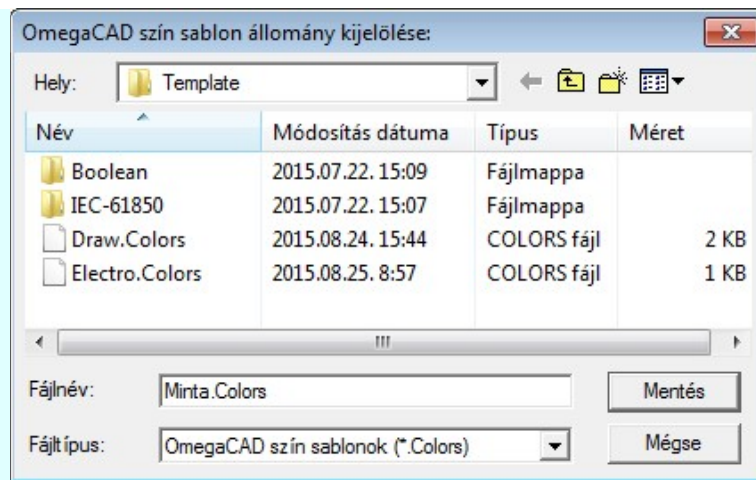 OmegaCAD szín sablon állomány kijelölése:
Hely: Template
Név Módosítás dátuma Típus Méret
Boolean 2015.07.22. 15:09 Fájlmappa
IEC-61850 2015.07.22. 15:07 Fájlmappa
Draw.Colors 2015.08.24. 15:44 COLORS fájl 2 KB
Electro.Colors 2015.08.25. 8:57 COLORS fájl 1 KB
Fájlnév: Minta.Colors Mentés
Fájltípus: OmegaCAD szín sablonok (*.Colors) Mégse